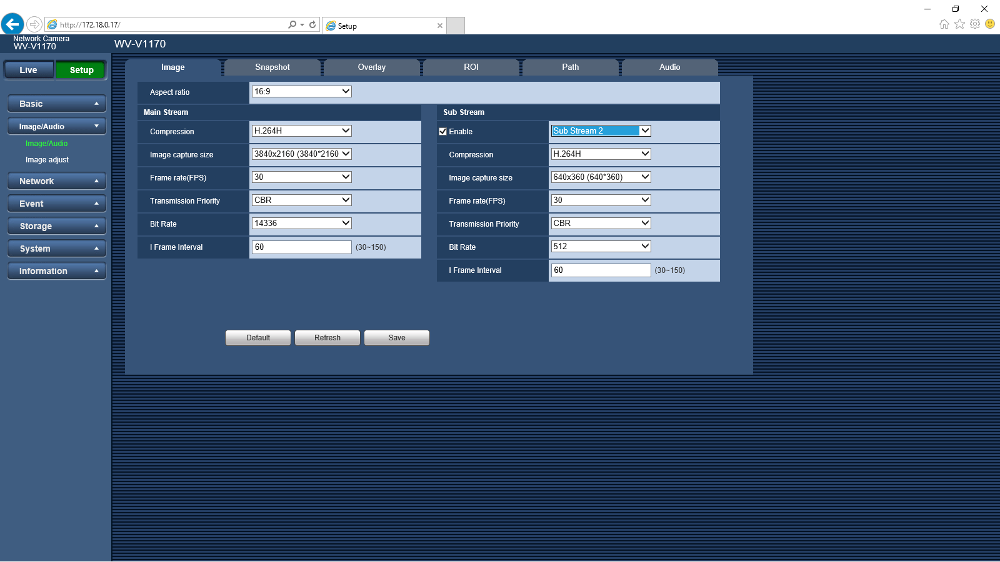 http://172.18.0.17/
Setup
Network Camera
WV-V1170
WV-V1170
Live
Setup
Basic
Image/Audio
Image/Audio
Image adjust
Network
Event
Storage
System
Information
Image
Snapshot
Overlay
ROI
Path
Audio
Aspect ratio
16:9
Main Stream
Compression
H.264H
Image capture size
3840x2160 (3840*2160
Frame rate(FPS)
30
Transmission Priority
CBR
Bit Rate
14336
I Frame Interval
60
(30~150)
Sub Stream
Enable
Sub Stream 2
Compression
H.264H
Image capture size
640x360 (640*360)
Frame rate(FPS)
30
Transmission Priority
CBR
Bit Rate
512
I Frame Interval
60
(30~150)
Default
Refresh
Save